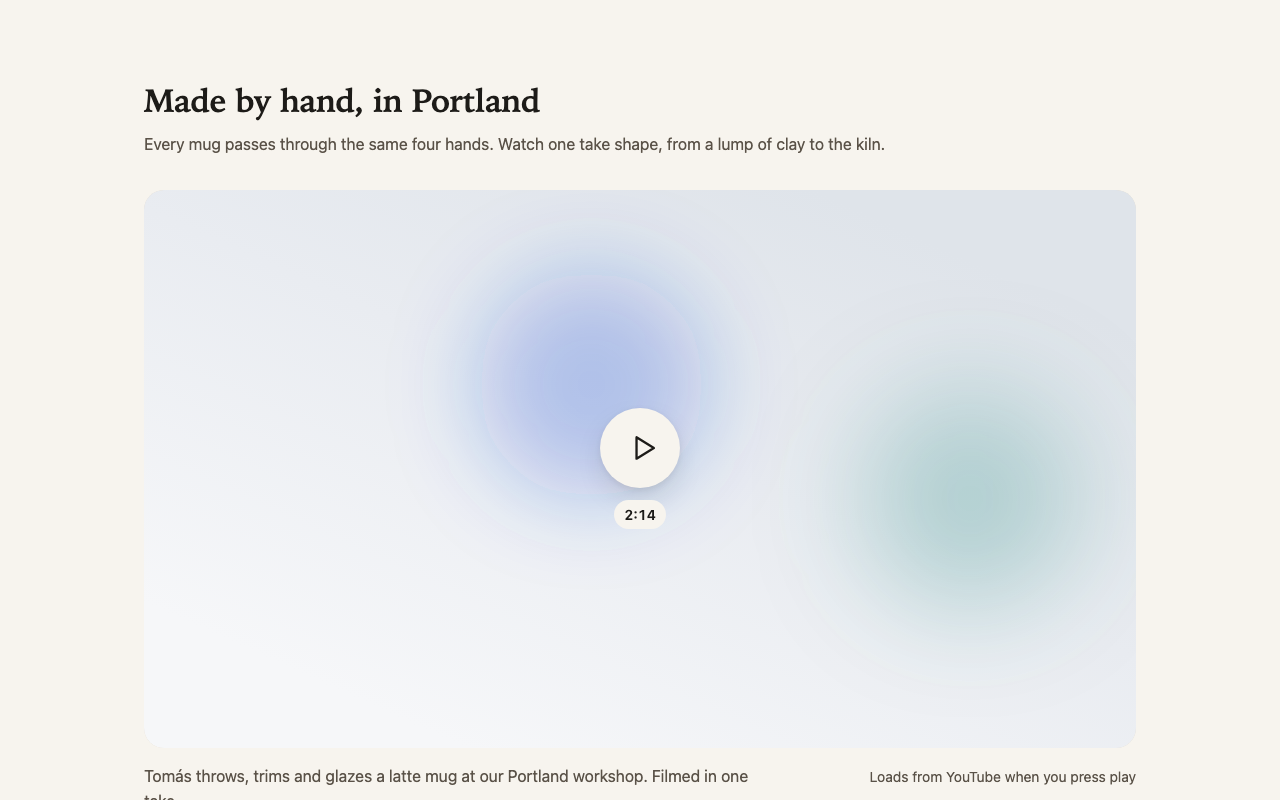 Made by hand, in Portland
Every mug passes through the same four hands. Watch one take shape, from a lump of clay to the kiln.
2:14
Tomás throws, trims and glazes a latte mug at our Portland workshop. Filmed in one
Loads from YouTube when you press play